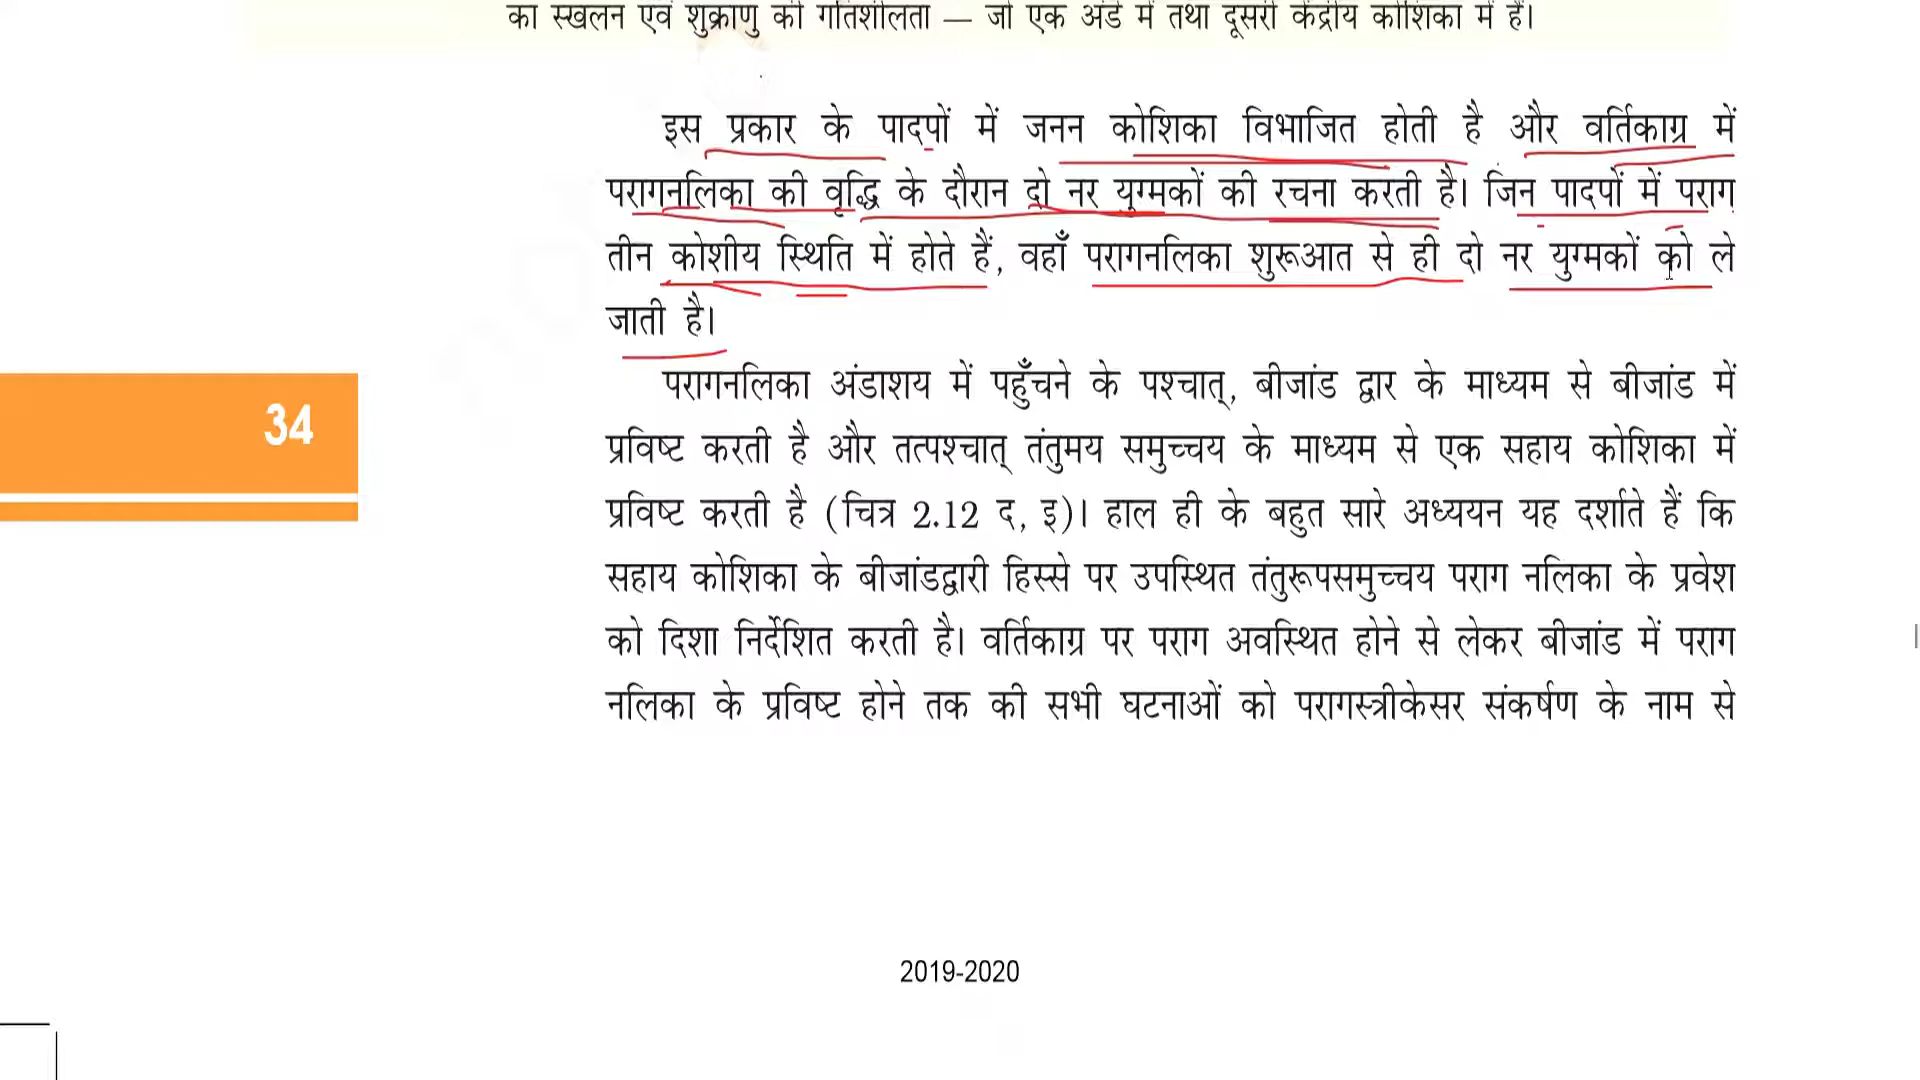 का स्खलन एवं शुक्राणु की गतिशीलता — जो एक अंडे में तथा दूसरी केंद्रीय कोशिका में हैं।
इस प्रकार के पादपों में जनन कोशिका विभाजित होती है और वर्तिकाग्र में
परागनलिका की वृद्धि के दौरान दो नर युग्मकों की रचना करती है। जिन पादपों में पराग
तीन कोशीय स्थिति में होते हैं, वहाँ परागनलिका शुरूआत से ही दो नर युग्मकों को ले
जाती है।
परागनलिका अंडाशय में पहुँचने के पश्चात्, बीजांड द्वार के माध्यम से बीजांड में
34
प्रविष्ट करती है और तत्पश्चात् तंतुमय समुच्चय के माध्यम से एक सहाय कोशिका में
प्रविष्ट करती है (चित्र 2.12 द, इ)। हाल ही के बहुत सारे अध्ययन यह दर्शाते हैं कि
सहाय कोशिका के बीजांडद्वारी हिस्से पर उपस्थित तंतुरूपसमुच्चय पराग नलिका के प्रवेश
को दिशा निर्देशित करती है। वर्तिकाग्र पर पराग अवस्थित होने से लेकर बीजांड में पराग
नलिका के प्रविष्ट होने तक की सभी घटनाओं को परागस्त्रीकेसर संकर्षण के नाम से
2019-2020